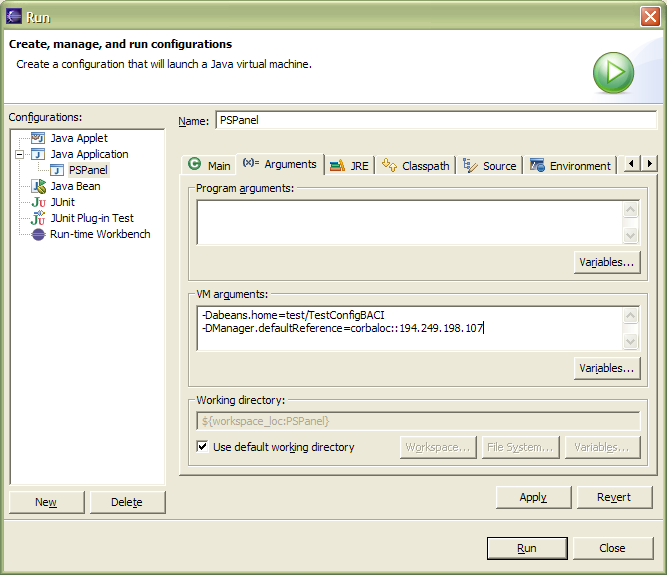 Run
Create, manage, and run configurations
Create a configuration that will launch a Java virtual machine.
Configurations:
Java Applet
Java Application
PSPanel
Java Bean
JUnit
JUnit Plug-in Test
Run-time Workbench
New
Delete
Name:
PSPanel
Main
(x)= Arguments
JRE
Classpath
Source
Environment
Program arguments:
Variables...
VM arguments:
-Dabeans.home=test/TestConfigBACI
-DManager.defaultReference=corbaloc::194.249.198.107
Variables...
Working directory:
${workspace_loc:PSPanel}
Use default working directory
Workspace...
File System...
Variables...
Apply
Revert
Run
Close